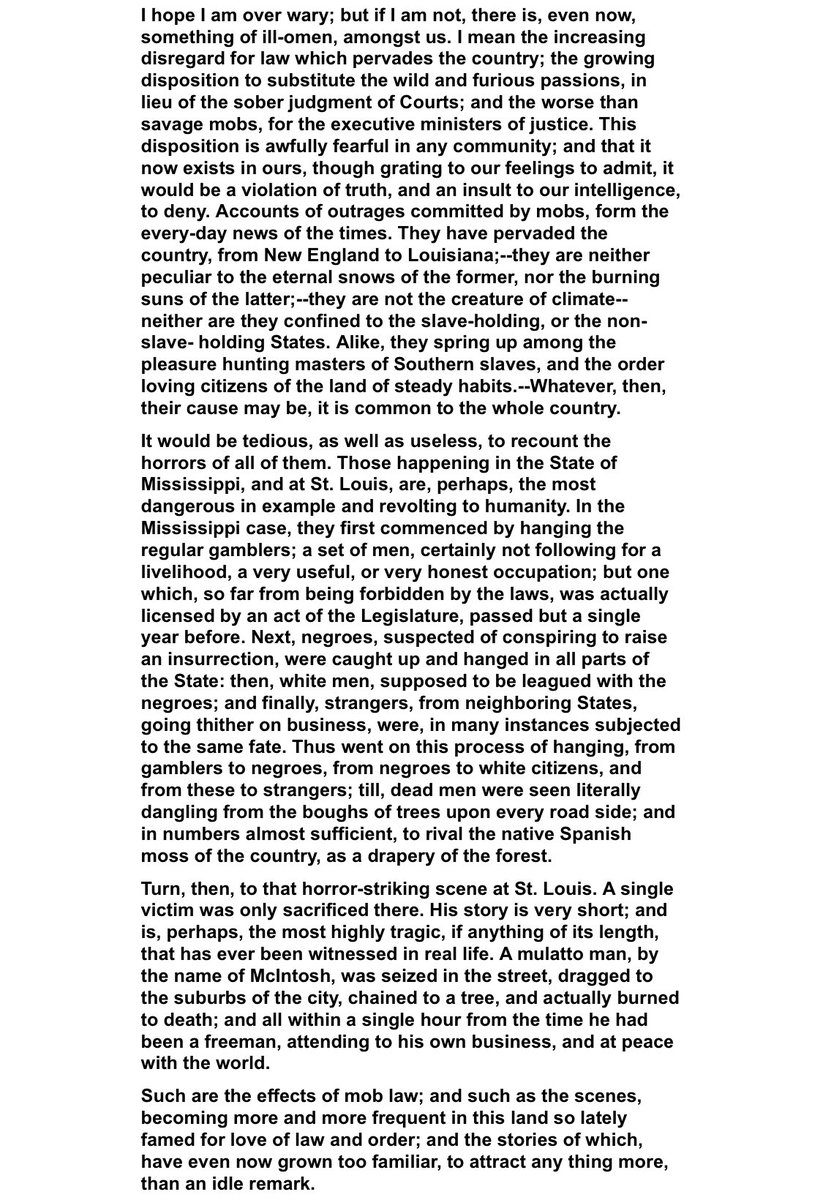 I hope I am over wary; but if I am not, there is, even now,
something of ill-omen, amongst us. I mean the increasing
disregard for law which pervades the country; the growing
disposition to substitute the wild and furious passions, in
lieu of the sober judgment of Courts; and the worse than
savage mobs, for the executive ministers of justice. This
disposition is awfully fearful in any community; and that it
now exists in ours, though grating to our feelings to admit, it
would be a violation of truth, and an insult to our intelligence,
to deny. Accounts of outrages committed by mobs, form the
every-day news of the times. They have pervaded the
country, from New England to Louisiana;--they are neither
peculiar to the eternal snows of the former, nor the burning
suns of the latter;--they are not the creature of climate--
neither are they confined to the slave-holding, or the non-
slave- holding States. Alike, they spring up among the
pleasure hunting masters of Southern slaves, and the order
loving citizens of the land of steady habits.--Whatever, then,
their cause may be, it is common to the whole country.
It would be tedious, as well as useless, to recount the
horrors of all of them. Those happening in the State of
Mississippi, and at St. Louis, are, perhaps, the most
dangerous in example and revolting to humanity. In the
Mississippi case, they first commenced by hanging the
regular gamblers; a set of men, certainly not following for a
livelihood, a very useful, or very honest occupation; but one
which, so far from being forbidden by the laws, was actually
licensed by an act of the Legislature, passed but a single
year before. Next, negroes, suspected of conspiring to raise
an insurrection, were caught up and hanged in all parts of
the State: then, white men, supposed to be leagued with the
negroes; and finally, strangers, from neighboring States,
going thither on business, were, in many instances subjected
to the same fate. Thus went on this process of hanging, from
gamblers to negroes, from negroes to white citizens, and
from these to strangers; till, dead men were seen literally
dangling from the boughs of trees upon every road side; and
in numbers almost sufficient, to rival the native Spanish
moss of the country, as a drapery of the forest.
Turn, then, to that horror-striking scene at St. Louis. A single
victim was only sacrificed there. His story is very short; and
is, perhaps, the most highly tragic, if anything of its length,
that has ever been witnessed in real life. A mulatto man, by
the name of McIntosh, was seized in the street, dragged to
the suburbs of the city, chained to a tree, and actually burned
to death; and all within a single hour from the time he had
been a freeman, attending to his own business, and at peace
with the world.
Such are the effects of mob law; and such as the scenes,
becoming more and more frequent in this land so lately
famed for love of law and order; and the stories of which,
have even now grown too familiar, to attract any thing more,
than an idle remark.